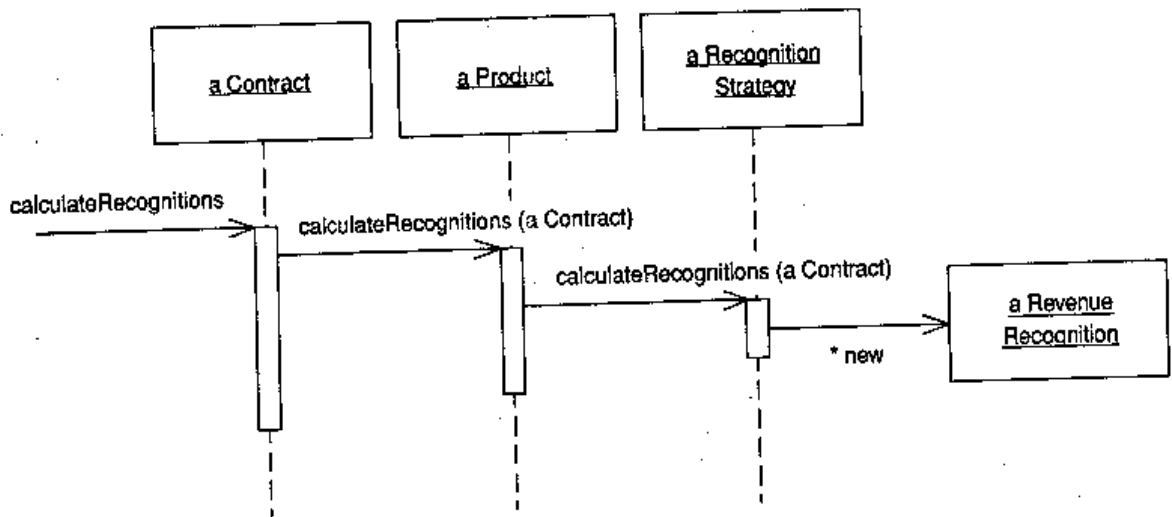 a Contract
a Product
a Recognition
Strategy
calculateRecognitions
calculateRecognitions (a Contract)
calculateRecognitions (a Contract)
a Revenue
Recognition
* new